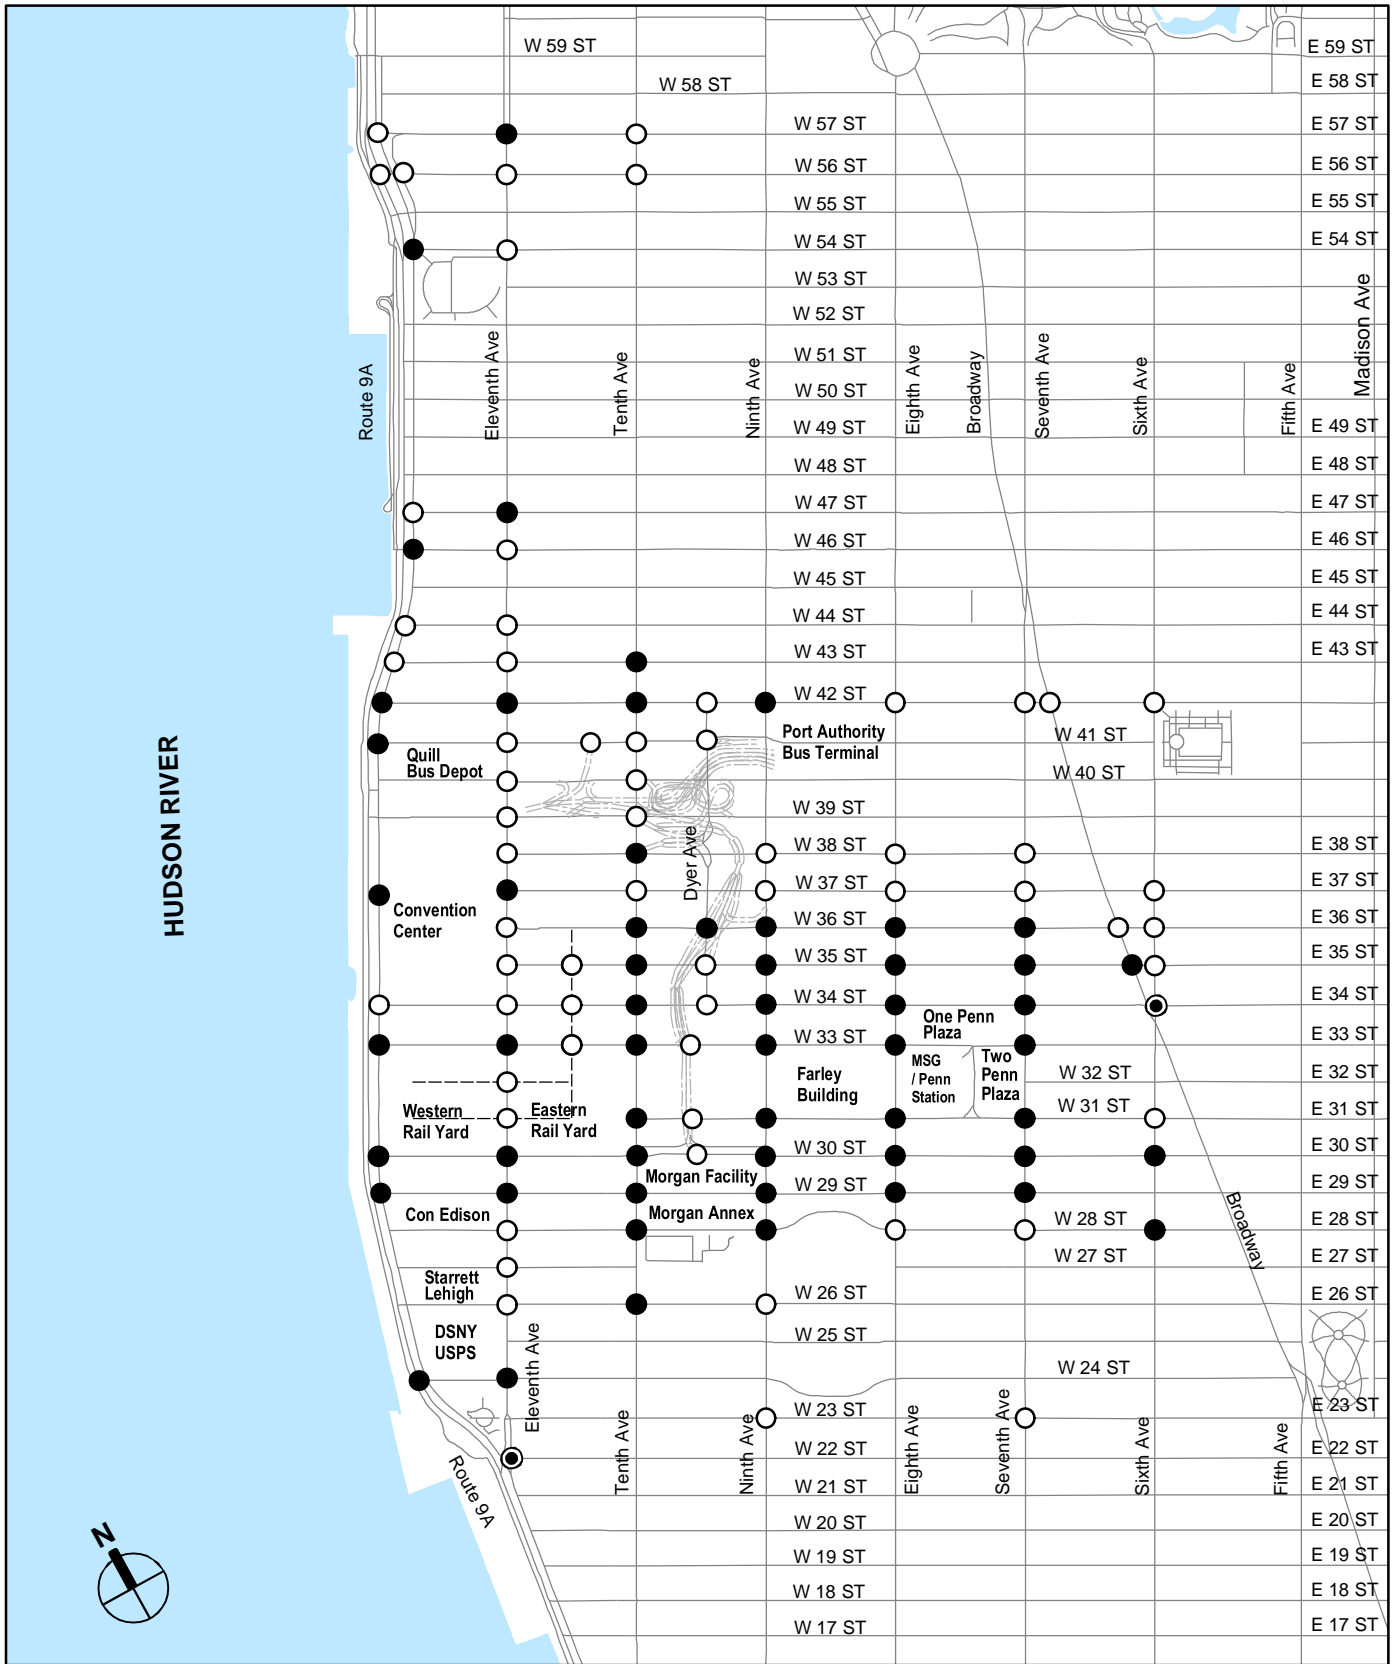 W 59 ST
E 59 ST
W 58 ST
E 58 ST
W 57 ST
E 57 ST
W 56 ST
E 56 ST
W 55 ST
E 55 ST
W 54 ST
E 54 ST
W 53 ST
W 52 ST
W 51 ST
W 50 ST
Route 9A
Eleventh Ave
Tenth Ave
Ninth Ave
Eighth Ave
Broadway
Seventh Ave
Sixth Ave
Fifth Ave
Madison Ave
W 49 ST
E 49 ST
W 48 ST
E 48 ST
W 47 ST
E 47 ST
W 46 ST
E 46 ST
W 45 ST
E 45 ST
W 44 ST
E 44 ST
W 43 ST
E 43 ST
W 42 ST
Port Authority
Bus Terminal
W 41 ST
Quill
Bus Depot
W 40 ST
HUDSON RIVER
W 39 ST
Dyer Ave
W 38 ST
E 38 ST
W 37 ST
E 37 ST
Convention
Center
W 36 ST
E 36 ST
W 35 ST
E 35 ST
W 34 ST
E 34 ST
One Penn
Plaza
W 33 ST
E 33 ST
MSG
/ Penn
Station
Two
Penn
Plaza
Farley
Building
W 32 ST
E 32 ST
Western
Rail Yard
Eastern
Rail Yard
W 31 ST
E 31 ST
W 30 ST
E 30 ST
Morgan Facility
W 29 ST
E 29 ST
Con Edison
Morgan Annex
W 28 ST
E 28 ST
Broadway
W 27 ST
E 27 ST
Starrett
Lehigh
W 26 ST
E 26 ST
DSNY
USPS
W 25 ST
Eleventh Ave
W 24 ST
W 23 ST
E 23 ST
Tenth Ave
Ninth Ave
Eighth Ave
Seventh Ave
Sixth Ave
Fifth Ave
W 22 ST
E 22 ST
Route 9A
W 21 ST
E 21 ST
W 20 ST
E 20 ST
N
W 19 ST
E 19 ST
W 18 ST
E 18 ST
W 17 ST
E 17 ST